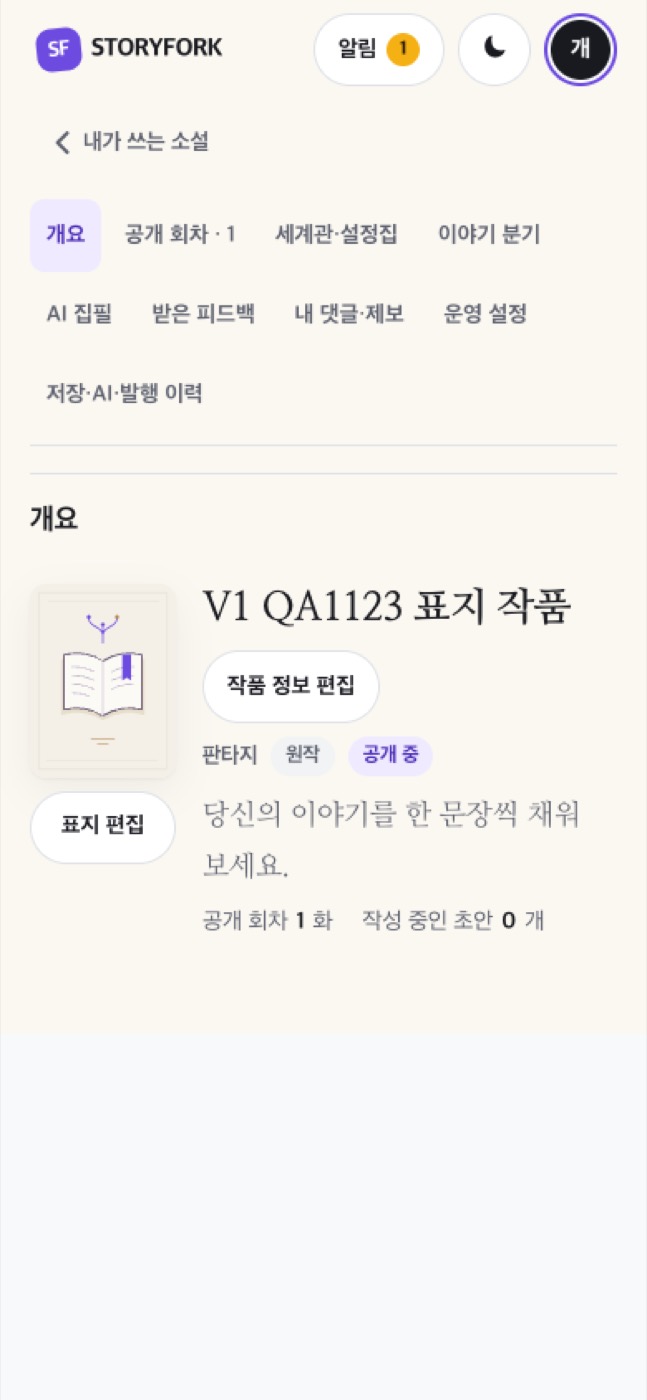 SF STORYFORK 알림 1 개
내가 쓰는 소설
개요 공개 회차 · 1 세계관·설정집 이야기 분기
AI 집필 받은 피드백 내 댓글·제보 운영 설정
저장·AI·발행 이력
개요
V1 QA1123 표지 작품
작품 정보 편집
판타지 원작 공개 중
표지 편집
당신의 이야기를 한 문장씩 채워
보세요.
공개 회차 1 화 작성 중인 초안 0 개